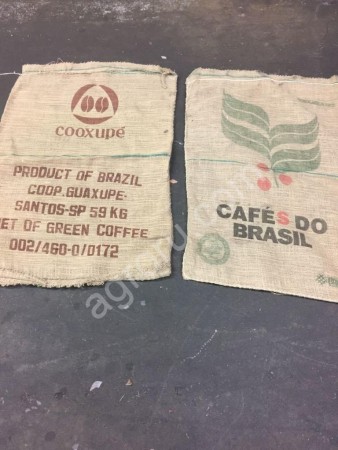 cooxupé
PRODUCT OF BRAZIL
COOP.GUAXUPE-
SANTOS-SP 59 KG
NET OF GREEN COFFEE
002/460-0/0172
CAFÉS DO
BRASIL